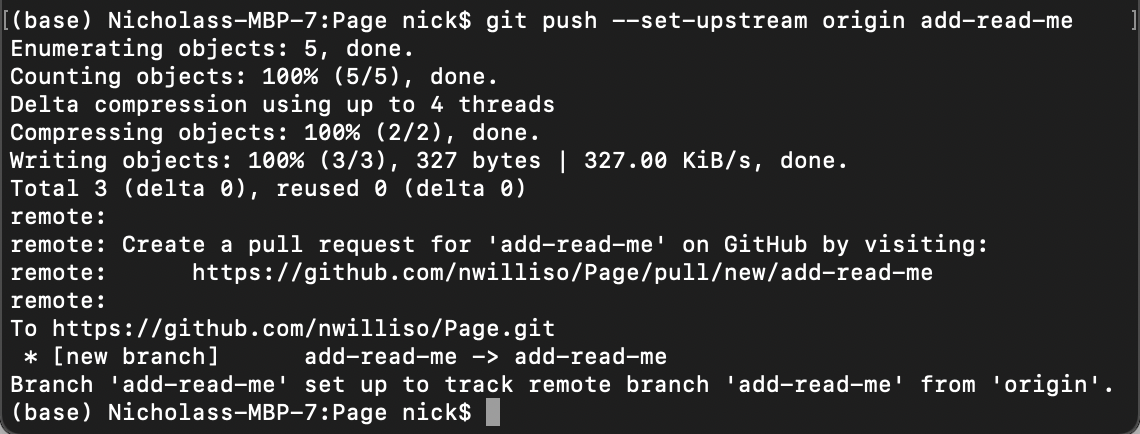 [(base) Nicholass-MBP-7:Page nick$ git push --set-upstream origin add-read-me ]
Enumerating objects: 5, done.
Counting objects: 100% (5/5), done.
Delta compression using up to 4 threads
Compressing objects: 100% (2/2), done.
Writing objects: 100% (3/3), 327 bytes | 327.00 KiB/s, done.
Total 3 (delta 0), reused 0 (delta 0)
remote:
remote: Create a pull request for 'add-read-me' on GitHub by visiting:
remote:      https://github.com/nwilliso/Page/pull/new/add-read-me
remote:
To https://github.com/nwilliso/Page.git
 * [new branch]      add-read-me -> add-read-me
Branch 'add-read-me' set up to track remote branch 'add-read-me' from 'origin'.
(base) Nicholass-MBP-7:Page nick$